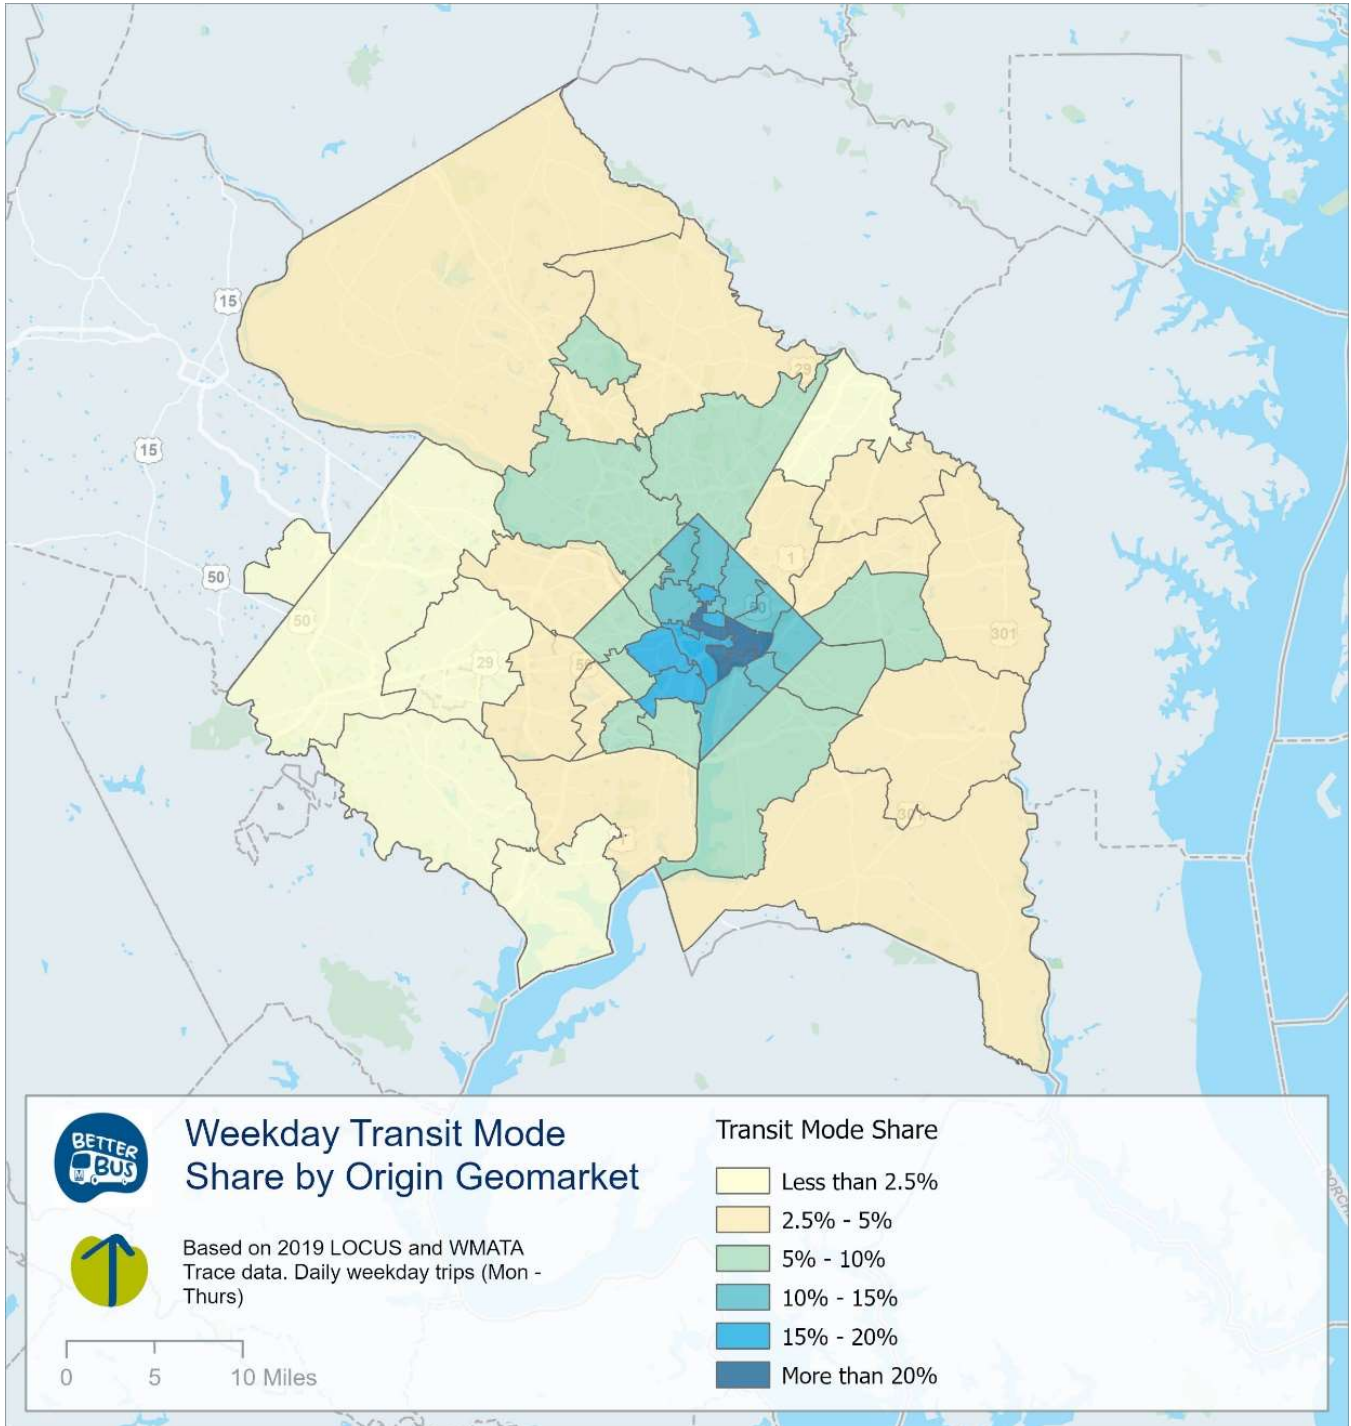 15
29
15
50
1
50
50
301
29
50
301
1
BETTER
BUS
Weekday Transit Mode
Share by Origin Geomarket
Based on 2019 LOCUS and WMATA
Trace data. Daily weekday trips (Mon -
Thurs)
0 5 10 Miles
Transit Mode Share
Less than 2.5%
2.5% - 5%
5% - 10%
10% - 15%
15% - 20%
More than 20%